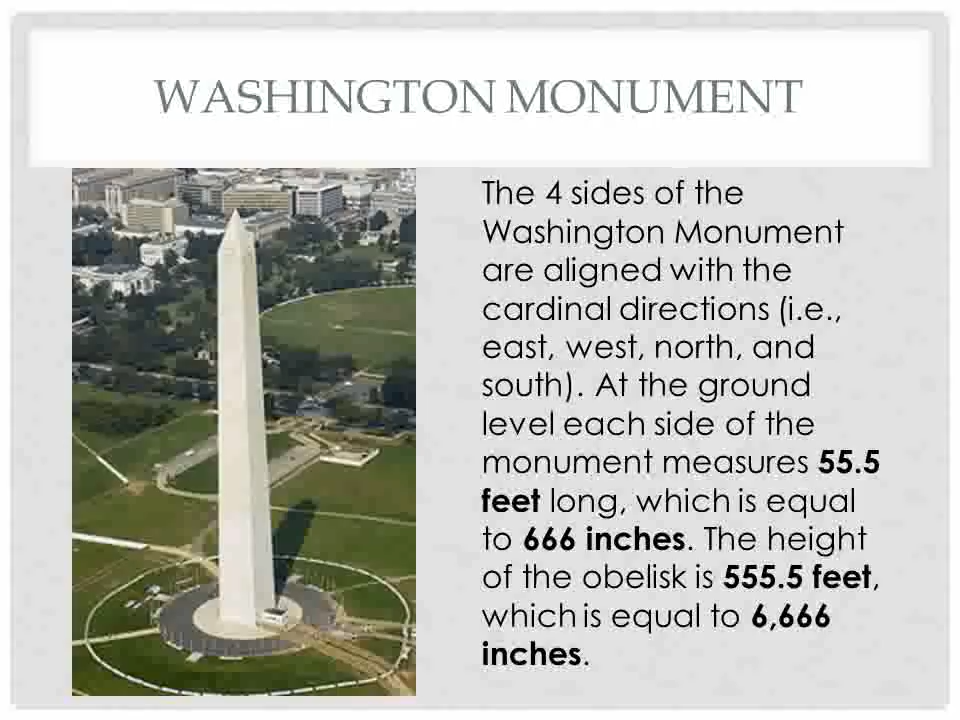 WASHINGTON MONUMENT
The 4 sides of the
Washington Monument
are aligned with the
cardinal directions (i.e.,
east, west, north, and
south). At the ground
level each side of the
monument measures 55.5
feet long, which is equal
to 666 inches. The height
of the obelisk is 555.5 feet,
which is equal to 6,666
inches.